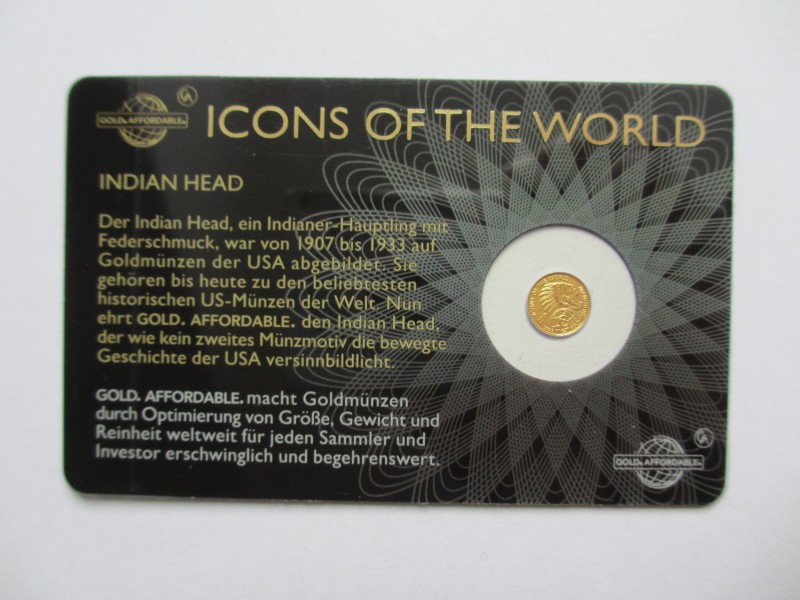 GOLD. AFFORDABLE.
GA
ICONS OF THE WORLD
INDIAN HEAD
Der Indian Head, ein Indianer-Häuptling mit
Federschmuck, war von 1907 bis 1933 auf
Goldmünzen der USA abgebildet. Sie
gehören bis heute zu den beliebtesten
historischen US-Münzen der Welt. Nun
ehrt GOLD. AFFORDABLE. den Indian Head,
der wie kein zweites Münzmotiv die bewegte
Geschichte der USA versinnbildlicht.
GOLD. AFFORDABLE. macht Goldmünzen
durch Optimierung von Größe, Gewicht und
Reinheit weltweit für jeden Sammler und
Investor erschwinglich und begehrenswert.
GOLD. AFFORDABLE.
GA